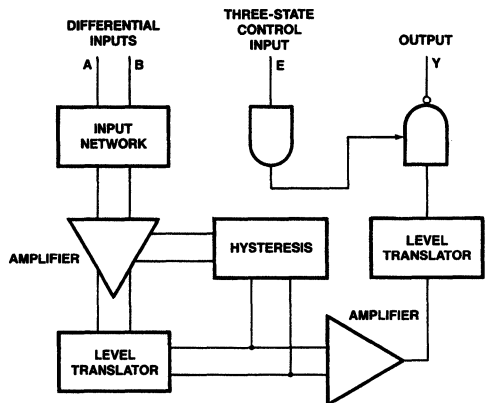 DIFFERENTIAL
INPUTS
A
B
THREE-STATE
CONTROL
INPUT
E
OUTPUT
Y
INPUT
NETWORK
AMPLIFIER
HYSTERESIS
LEVEL
TRANSLATOR
AMPLIFIER
LEVEL
TRANSLATOR